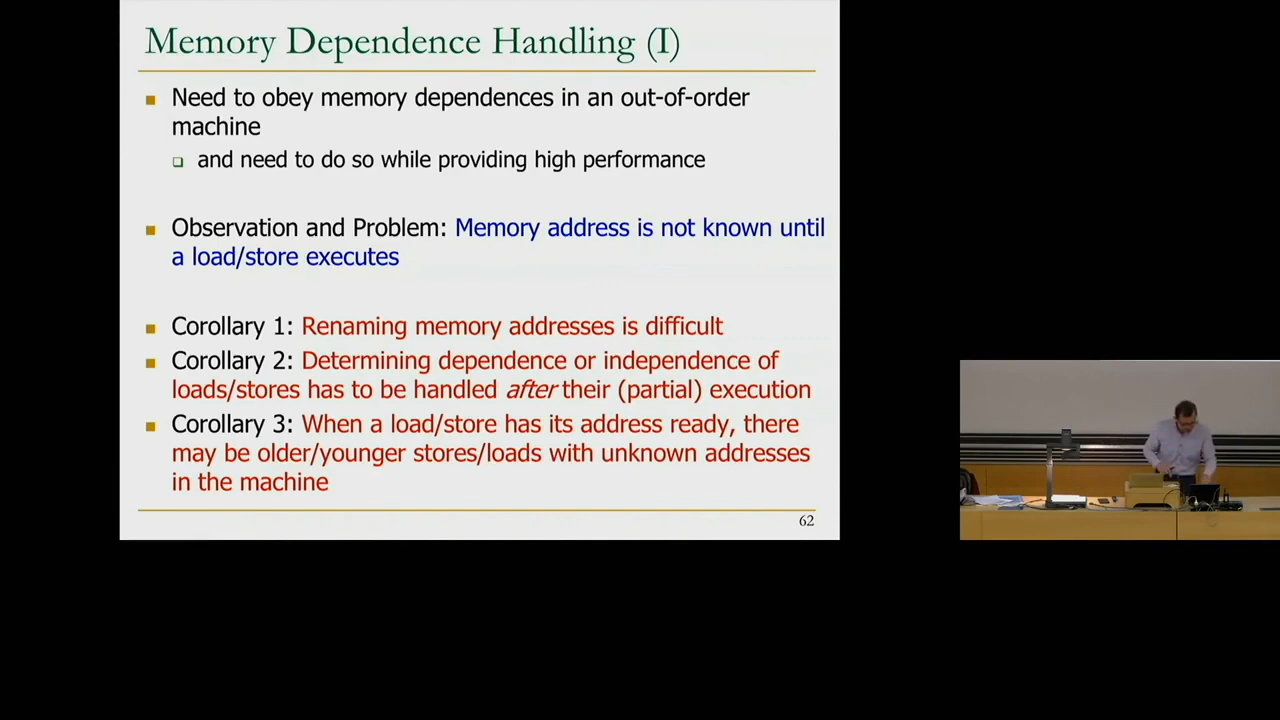 Memory Dependence Handling (I)
Need to obey memory dependences in an out-of-order
machine
and need to do so while providing high performance
Observation and Problem: Memory address is not known until
a load/store executes
Corollary 1: Renaming memory addresses is difficult
Corollary 2: Determining dependence or independence of
loads/stores has to be handled after their (partial) execution
Corollary 3: When a load/store has its address ready, there
may be older/younger stores/loads with unknown addresses
in the machine
62